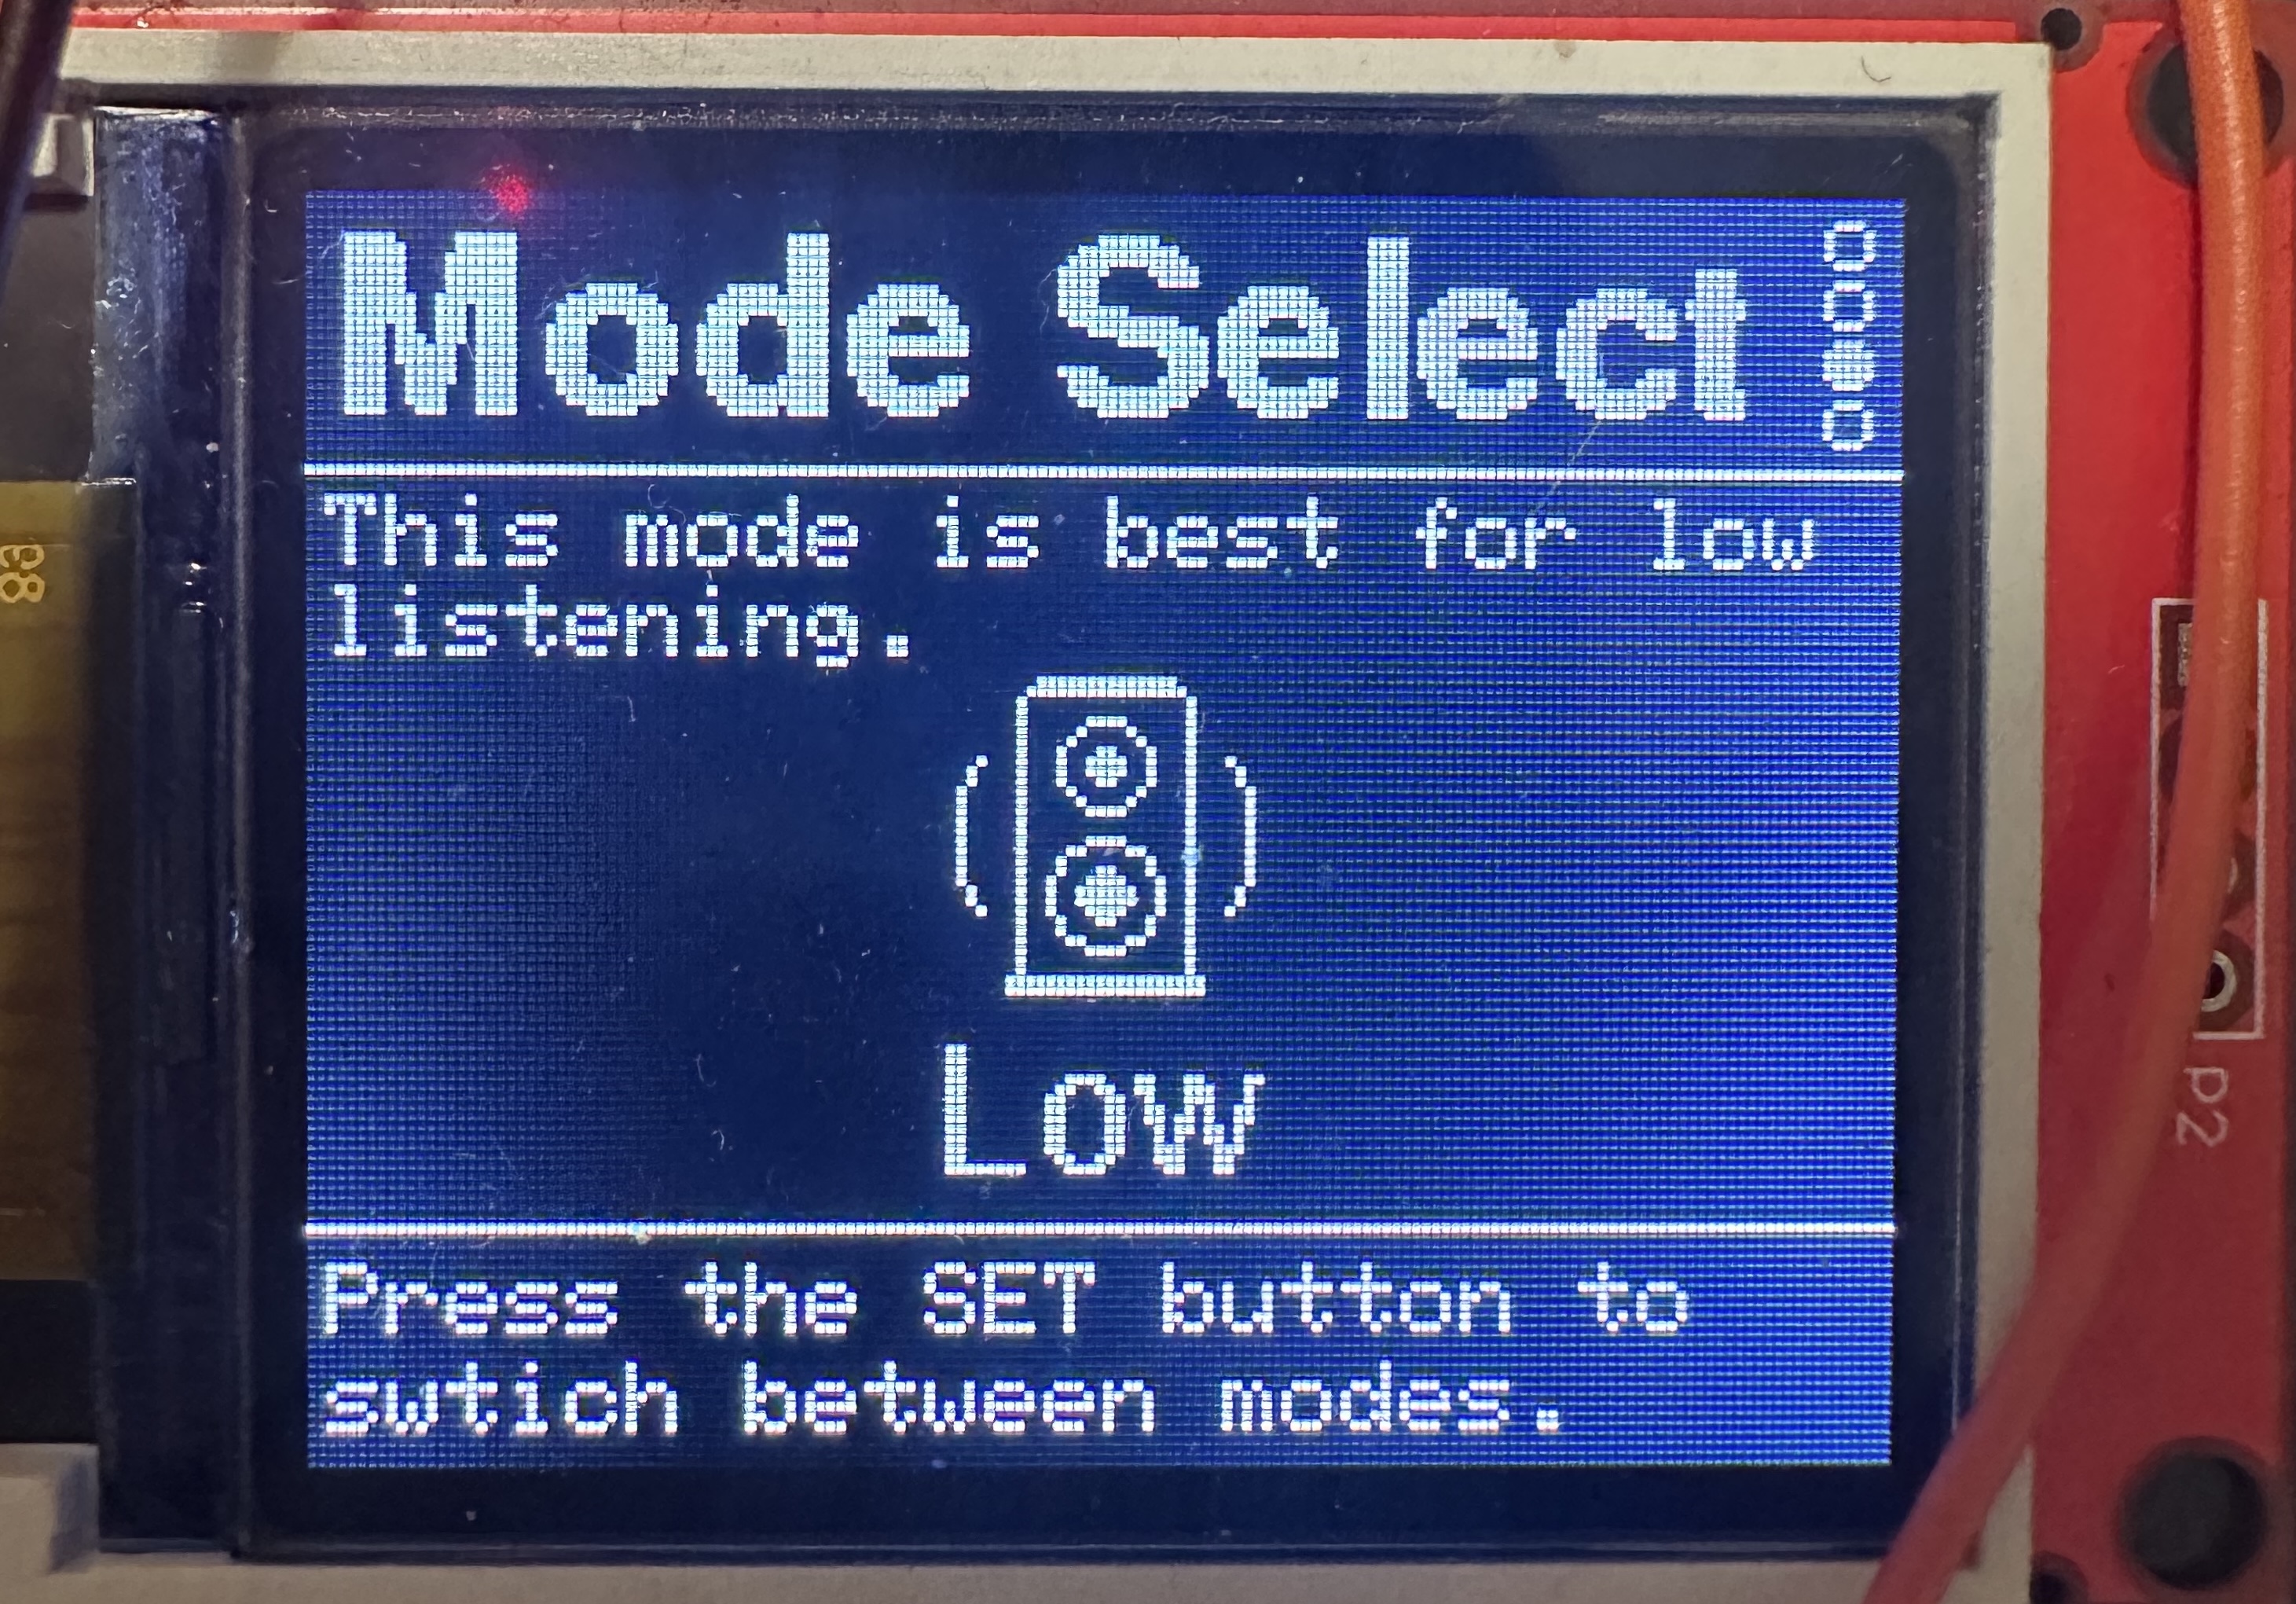 Mode Select
This mode is best for low
listening.
Low
Press the SET button to
swtich between modes.
P2
e8